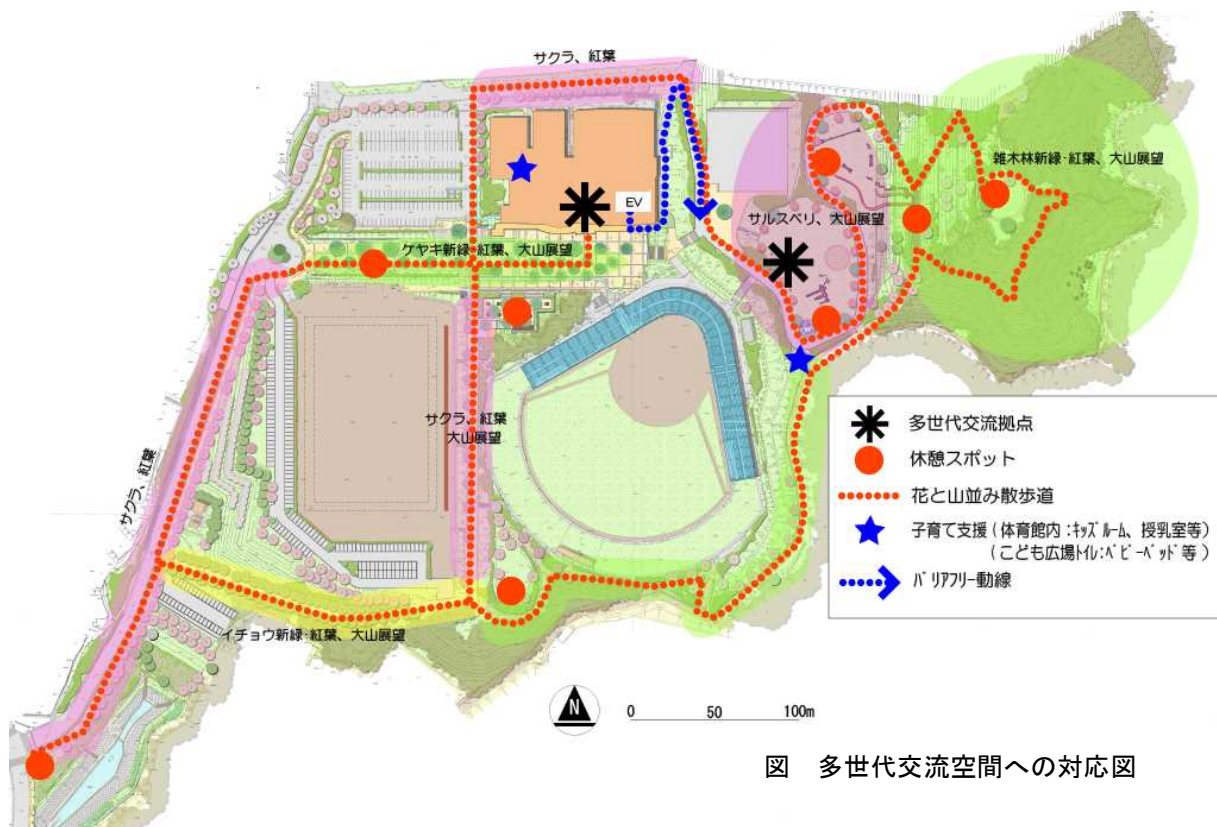 サクラ、紅葉
雑木林新緑・紅葉、大山展望
EV
サルスベリ、大山展望
ケヤキ新緑・紅葉、大山展望
サクラ、紅葉
大山展望
サクラ、紅葉
イチョウ新緑・紅葉、大山展望
多世代交流拠点
休憩スポット
花と山並み散歩道
子育て支援（体育館内：ｷｯｽﾞﾙｰﾑ、授乳室等）
（こども広場トイレ：ﾍﾞﾋﾞｰﾍﾞｯﾄﾞ等）
バリアフリー動線
N
0 50 100m
図　多世代交流空間への対応図